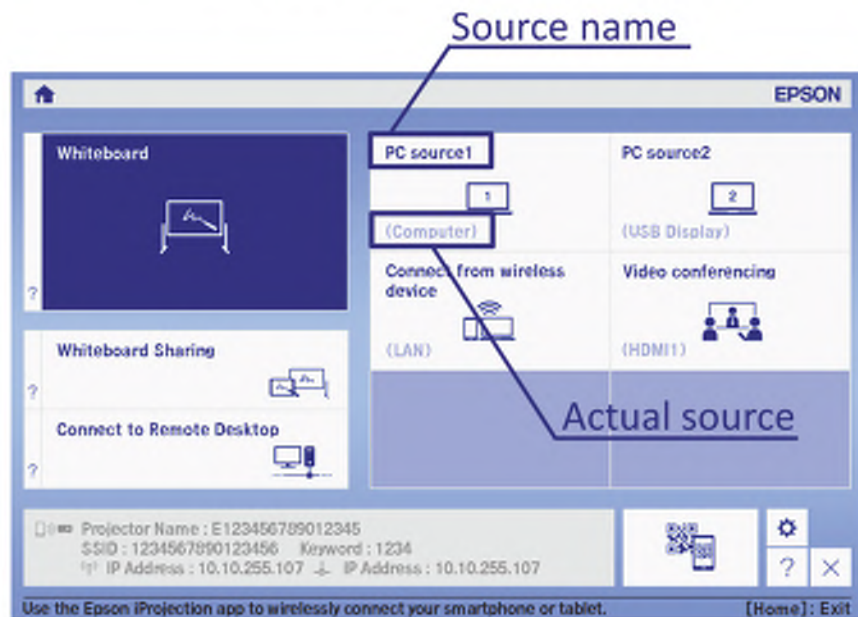 Source name
EPSON
Whiteboard
?
PC source1
1
(Computer)
PC source2
2
(USB Display)
Connect from wireless
device
(LAN)
Video conferencing
(HDMI1)
Whiteboard Sharing
?
Connect to Remote Desktop
?
Actual source
Projector Name : E123456789012345
SSID : 1234567890123456 Keyword : 1234
IP Address : 10.10.255.107 IP Address : 10.10.255.107
?
Use the Epson iProjection app to wirelessly connect your smartphone or tablet.
[Home]: Exit